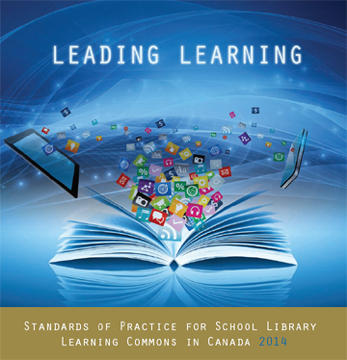 LEADING LEARNING
STANDARDS OF PRACTICE FOR SCHOOL LIBRARY
LEARNING COMMONS IN CANADA 2014